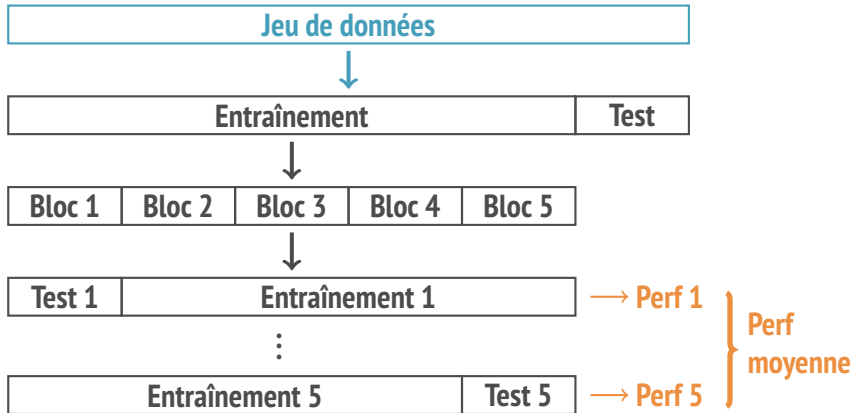 Jeu de données
Entraînement Test
Bloc 1 Bloc 2 Bloc 3 Bloc 4 Bloc 5
Test 1 Entraînement 1 Perf 1
Perf
moyenne
Entraînement 5 Test 5 Perf 5